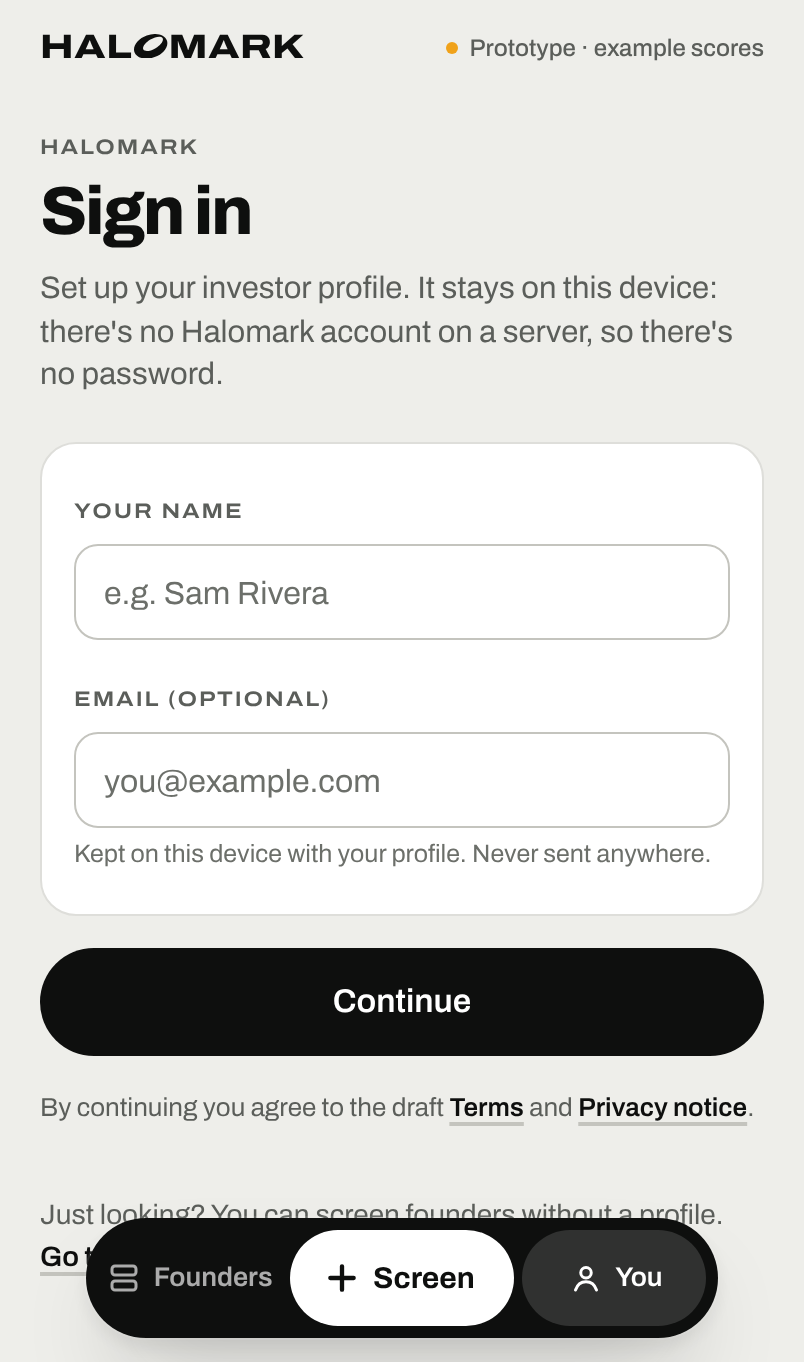 HALOMARK
Prototype · example scores
HALOMARK
Sign in
Set up your investor profile. It stays on this device:
there's no Halomark account on a server, so there's
no password.
YOUR NAME
e.g. Sam Rivera
EMAIL (OPTIONAL)
you@example.com
Kept on this device with your profile. Never sent anywhere.
Continue
By continuing you agree to the draft Terms and Privacy notice.
Just looking? You can screen founders without a profile.
Go
Founders
Screen
You